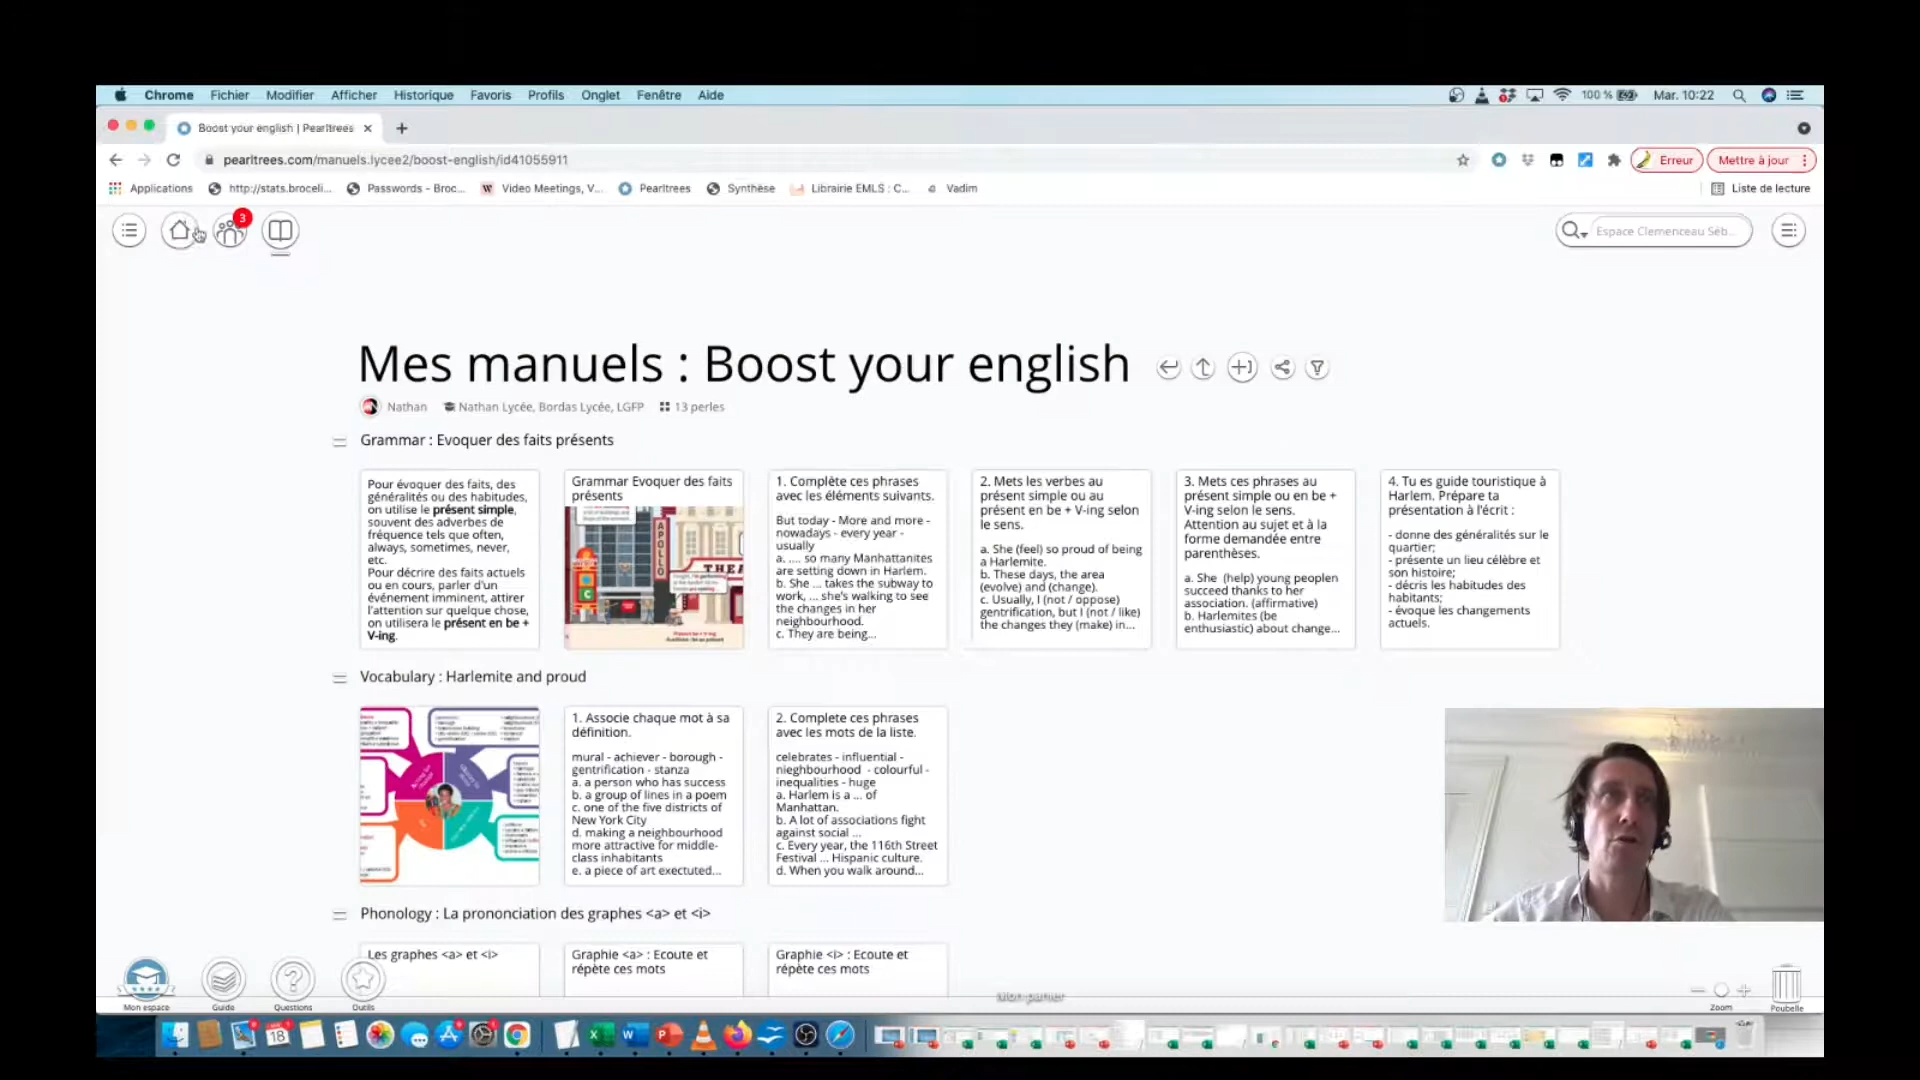 Chrome Fichier Modifier Afficher Historique Favoris Profils Onglet Fenêtre Aide 100 % Mar. 10:22
Boost your english | Pearltrees
pearltrees.com/manuels.lycee2/boost-english/id41055911 Erreur Mettre à jour
Applications http://stats.broceli... Passwords - Broc... Video Meetings, V... Pearltrees Synthèse Librairie EMLS : C... Vadim Liste de lecture
3
Espace Clemenceau Séb...
Mes manuels : Boost your english
Nathan Nathan Lycée, Bordas Lycée, LGFP 13 perles
Grammar : Evoquer des faits présents
Pour évoquer des faits, des
généralités ou des habitudes,
on utilise le présent simple,
souvent des adverbes de
fréquence tels que often,
always, sometimes, never,
etc.
Pour décrire des faits actuels
ou en cours, parler d'un
événement imminent, attirer
l'attention sur quelque chose,
on utilisera le présent en be +
V-ing.
Grammar Evoquer des faits
présents
APOLLO
THEA
1. Complète ces phrases
avec les éléments suivants.
But today - More and more -
nowadays - every year -
usually
a. .... so many Manhattanites
are setting down in Harlem.
b. She ... takes the subway to
work, ... she's walking to see
the changes in her
neighbourhood.
c. They are being...
2. Mets les verbes au
présent simple ou au
présent en be + V-ing selon
le sens.
a. She (feel) so proud of being
a Harlemite.
b. These days, the area
(evolve) and (change).
c. Usually, I (not / oppose)
gentrification, but I (not / like)
the changes they (make) in...
3. Mets ces phrases au
présent simple ou en be +
V-ing selon le sens.
Attention au sujet et à la
forme demandée entre
parenthèses.
a. She (help) young peoplen
succeed thanks to her
association. (affirmative)
b. Harlemites (be
enthusiastic) about change...
4. Tu es guide touristique à
Harlem. Prépare ta
présentation à l'écrit :
- donne des généralités sur le
quartier;
- présente un lieu célèbre et
son histoire;
- décris les habitudes des
habitants;
- évoque les changements
actuels.
Vocabulary : Harlemite and proud
1. Associe chaque mot à sa
définition.
mural - achiever - borough -
gentrification - stanza
a. a person who has success
b. a group of lines in a poem
c. one of the five districts of
New York City
d. making a neighbourhood
more attractive for middle-
class inhabitants
e. a piece of art exectuted...
2. Complete ces phrases
avec les mots de la liste.
celebrates - influential -
nieghbourhood - colourful -
inequalities - huge
a. Harlem is a ... of
Manhattan.
b. A lot of associations fight
against social ...
c. Every year, the 116th Street
Festival ... Hispanic culture.
d. When you walk around...
Phonology : La prononciation des graphes <a> et <i>
Les graphes <a> et <i>
Graphie <a> : Ecoute et
répète ces mots
Graphie <i> : Ecoute et
répète ces mots
Mon espace Guide Questions Outils Mon panier Zoom Poubelle
18